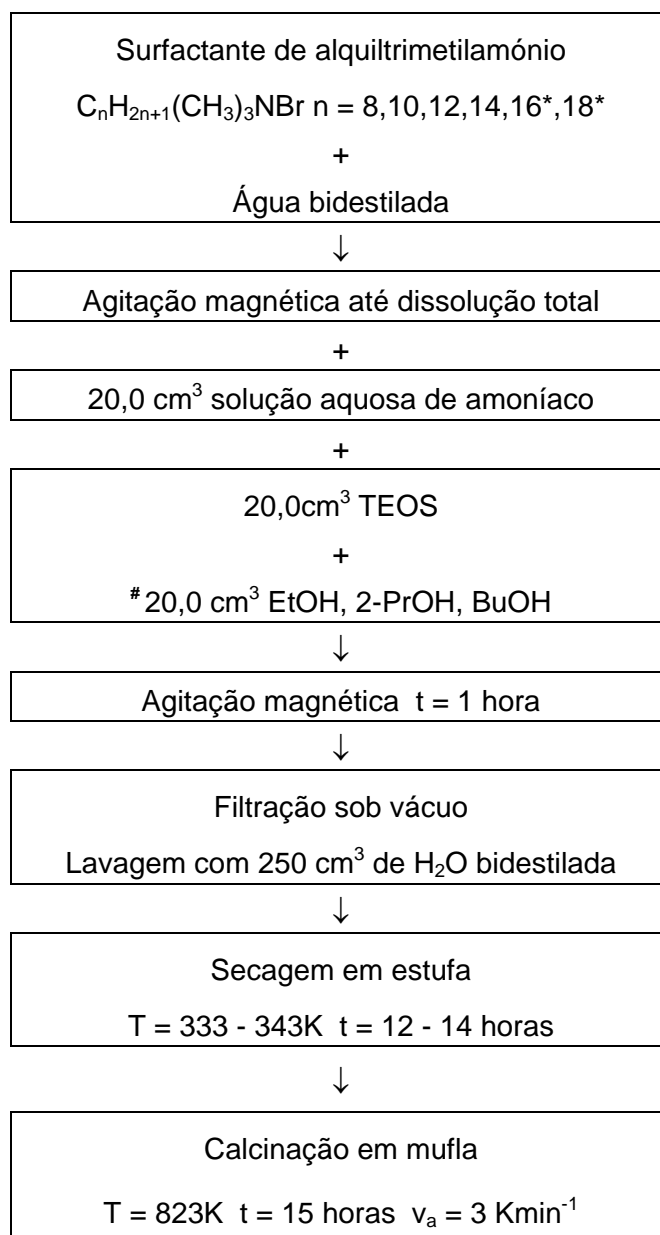 Surfactante de alquiltrimetilamónio
CₙH₂ₙ₊₁(CH₃)₃NBr n = 8,10,12,14,16*,18*
+
Água bidestilada
↓
Agitação magnética até dissolução total
+
20,0 cm³ solução aquosa de amoníaco
+
20,0cm³ TEOS
+
# 20,0 cm³ EtOH, 2-PrOH, BuOH
↓
Agitação magnética t = 1 hora
↓
Filtração sob vácuo
Lavagem com 250 cm³ de H₂O bidestilada
↓
Secagem em estufa
T = 333 - 343K t = 12 - 14 horas
↓
Calcinação em mufla
T = 823K t = 15 horas vₐ = 3 Kmin⁻¹